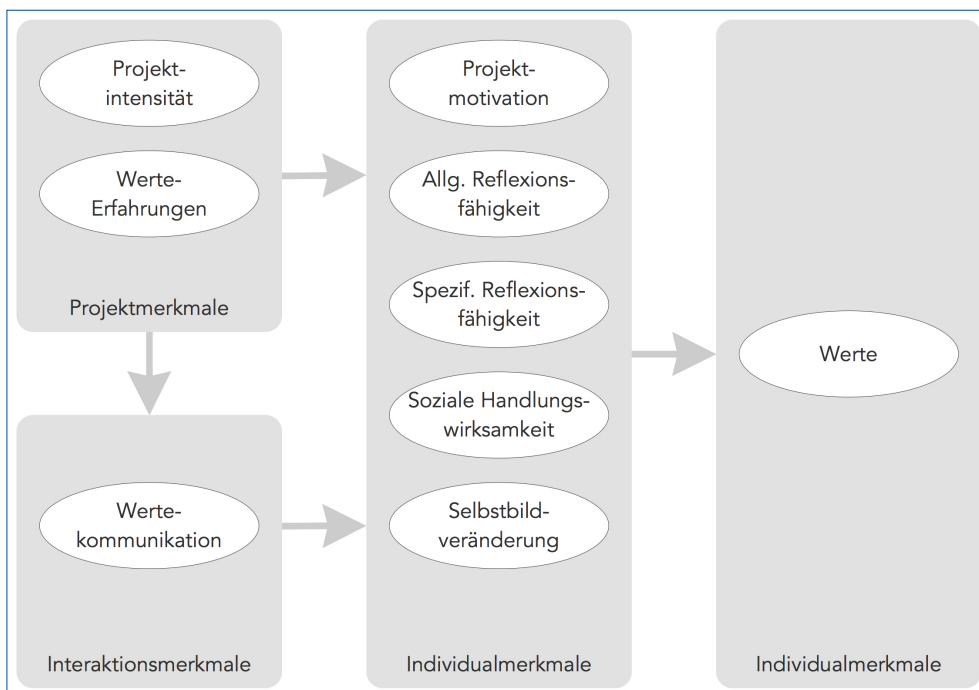 Projekt-
intensität
Werte-
Erfahrungen
Projektmerkmale
Werte-
kommunikation
Interaktionsmerkmale
Projekt-
motivation
Allg. Reflexions-
fähigkeit
Spezif. Reflexions-
fähigkeit
Soziale Handlungs-
wirksamkeit
Selbstbild-
veränderung
Individualmerkmale
Werte
Individualmerkmale